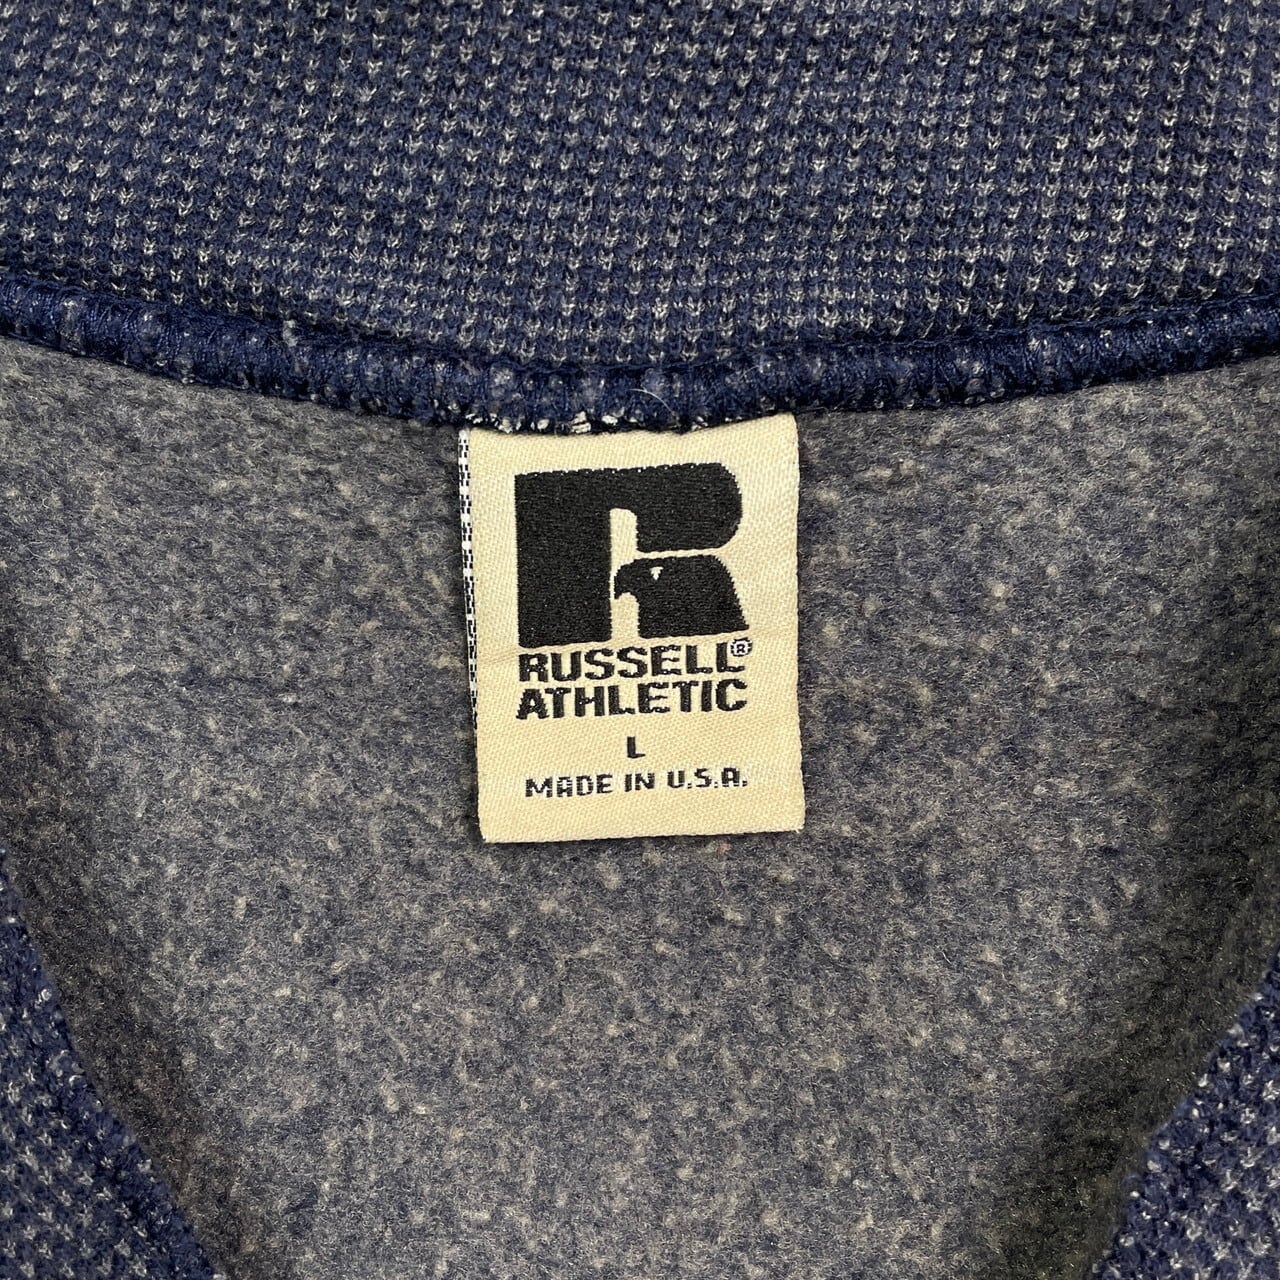 R
RUSSELL®
ATHLETIC
L
MADE IN U.S.A.